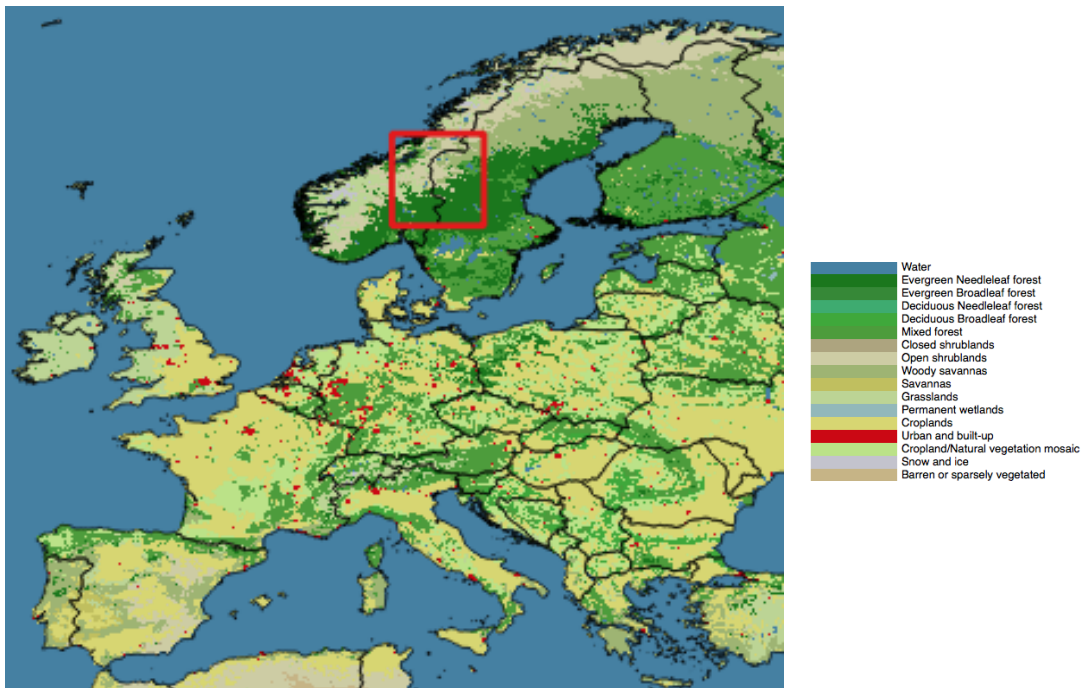 Water
Evergreen Needleleaf forest
Evergreen Broadleaf forest
Deciduous Needleleaf forest
Deciduous Broadleaf forest
Mixed forest
Closed shrublands
Open shrublands
Woody savannas
Savannas
Grasslands
Permanent wetlands
Croplands
Urban and built-up
Cropland/Natural vegetation mosaic
Snow and ice
Barren or sparsely vegetated